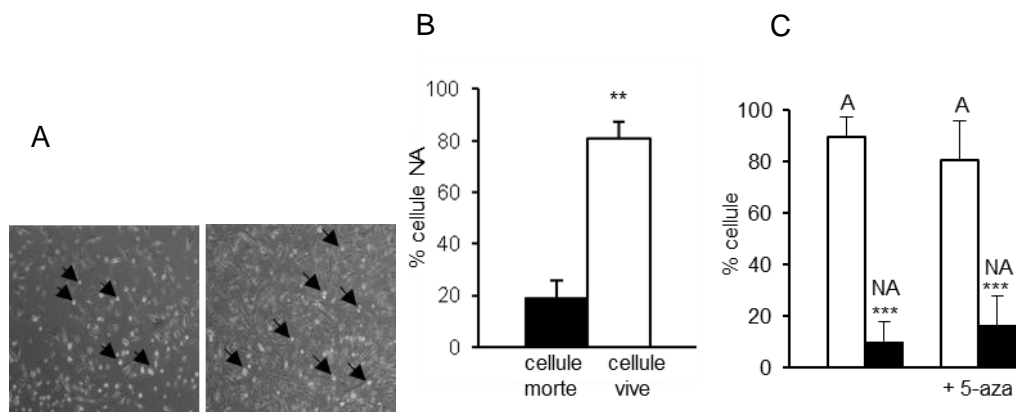 A
B
% cellule NA
100
80
60
40
20
0
**
cellule morte
cellule vive
C
% cellule
100
80
60
40
20
0
A
NA
***
A
NA
***
+ 5-aza